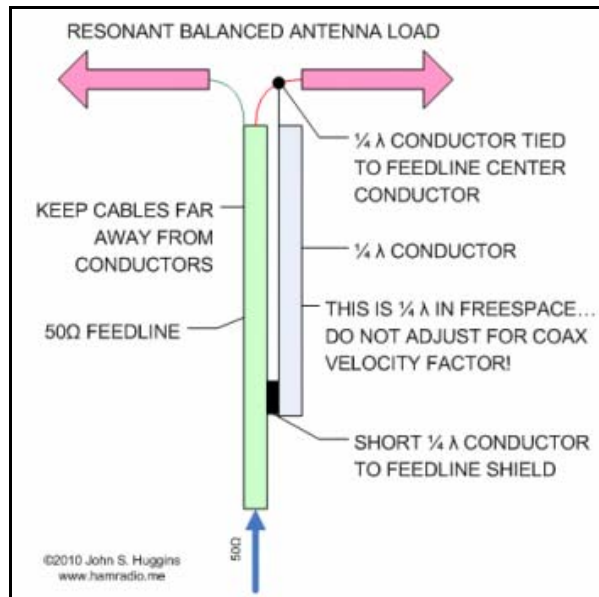 RESONANT BALANCED ANTENNA LOAD
¼ λ CONDUCTOR TIED
TO FEEDLINE CENTER
CONDUCTOR
KEEP CABLES FAR
AWAY FROM
CONDUCTORS
¼ λ CONDUCTOR
50Ω FEEDLINE
THIS IS ¼ λ IN FREESPACE...
DO NOT ADJUST FOR COAX
VELOCITY FACTOR!
SHORT ¼ λ CONDUCTOR
TO FEEDLINE SHIELD
50Ω
©2010 John S. Huggins
www.hamradio.me